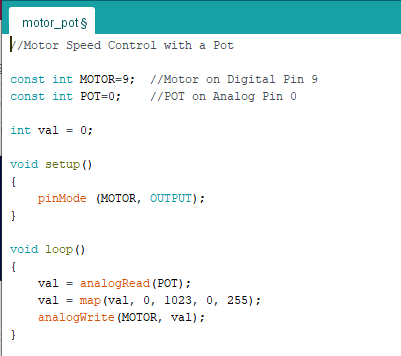 motor_pot §
//Motor Speed Control with a Pot
const int MOTOR=9;  //Motor on Digital Pin 9
const int POT=0;    //POT on Analog Pin 0
int val = 0;
void setup()
{
    pinMode (MOTOR, OUTPUT);
}
void loop()
{
    val = analogRead(POT);
    val = map(val, 0, 1023, 0, 255);
    analogWrite(MOTOR, val);
}